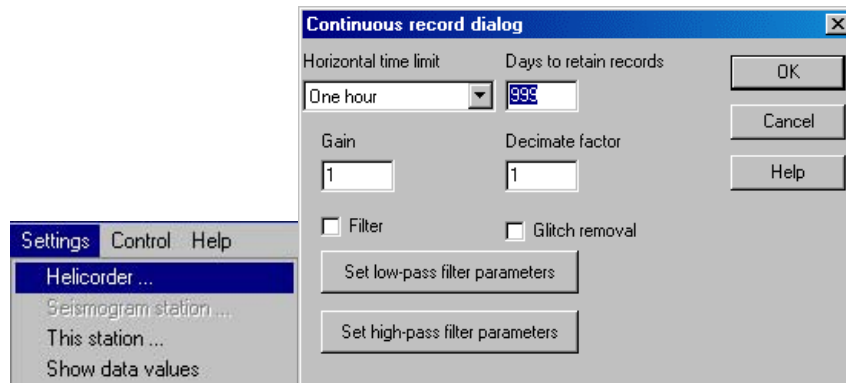 Continuous record dialog
Horizontal time limit
Days to retain records
One hour
999
OK
Cancel
Help
Gain
Decimate factor
1
1
Filter
Glitch removal
Set low-pass filter parameters
Set high-pass filter parameters
Settings Control Help
Helicorder ...
Seismogram station ...
This station ...
Show data values